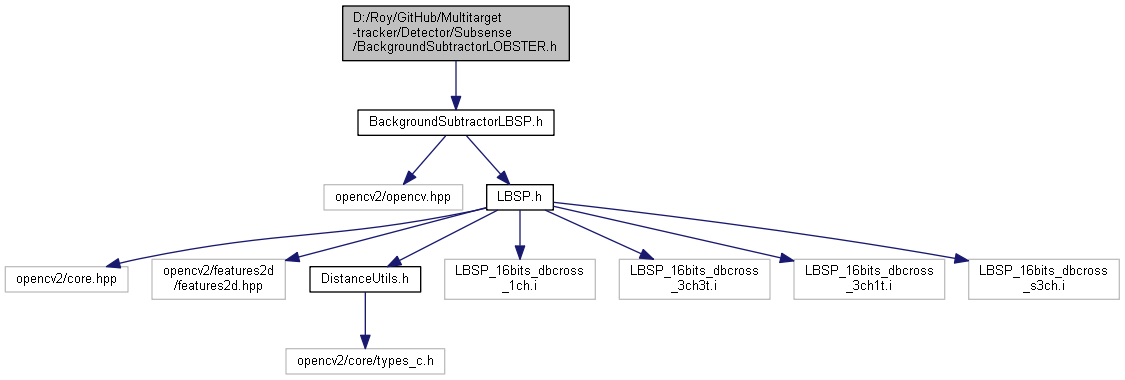 D:/Roy/GitHub/Multitarget
-tracker/Detector/Subsense
/BackgroundSubtractorLOBSTER.h
BackgroundSubtractorLBSP.h
opencv2/opencv.hpp
LBSP.h
opencv2/core.hpp
opencv2/features2d
/features2d.hpp
DistanceUtils.h
LBSP_16bits_dbcross
_1ch.i
LBSP_16bits_dbcross
_3ch3t.i
LBSP_16bits_dbcross
_3ch1t.i
LBSP_16bits_dbcross
_s3ch.i
opencv2/core/types_c.h